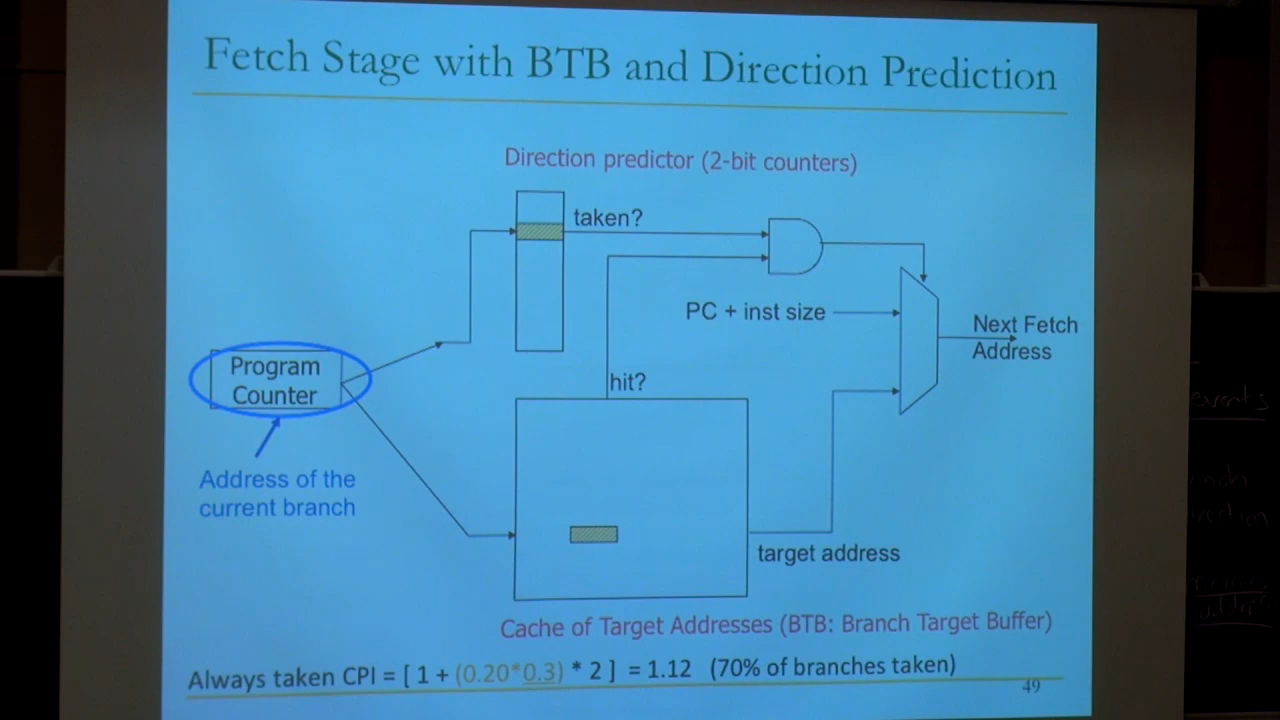 Fetch Stage with BTB and Direction Prediction
Direction predictor (2-bit counters)
taken?
PC + inst size
Next Fetch
Address
Program
Counter
hit?
Address of the
current branch
target address
Cache of Target Addresses (BTB: Branch Target Buffer)
Always taken CPI = [ 1 + (0.20*0.3) * 2 ] = 1.12 (70% of branches taken)
49
events